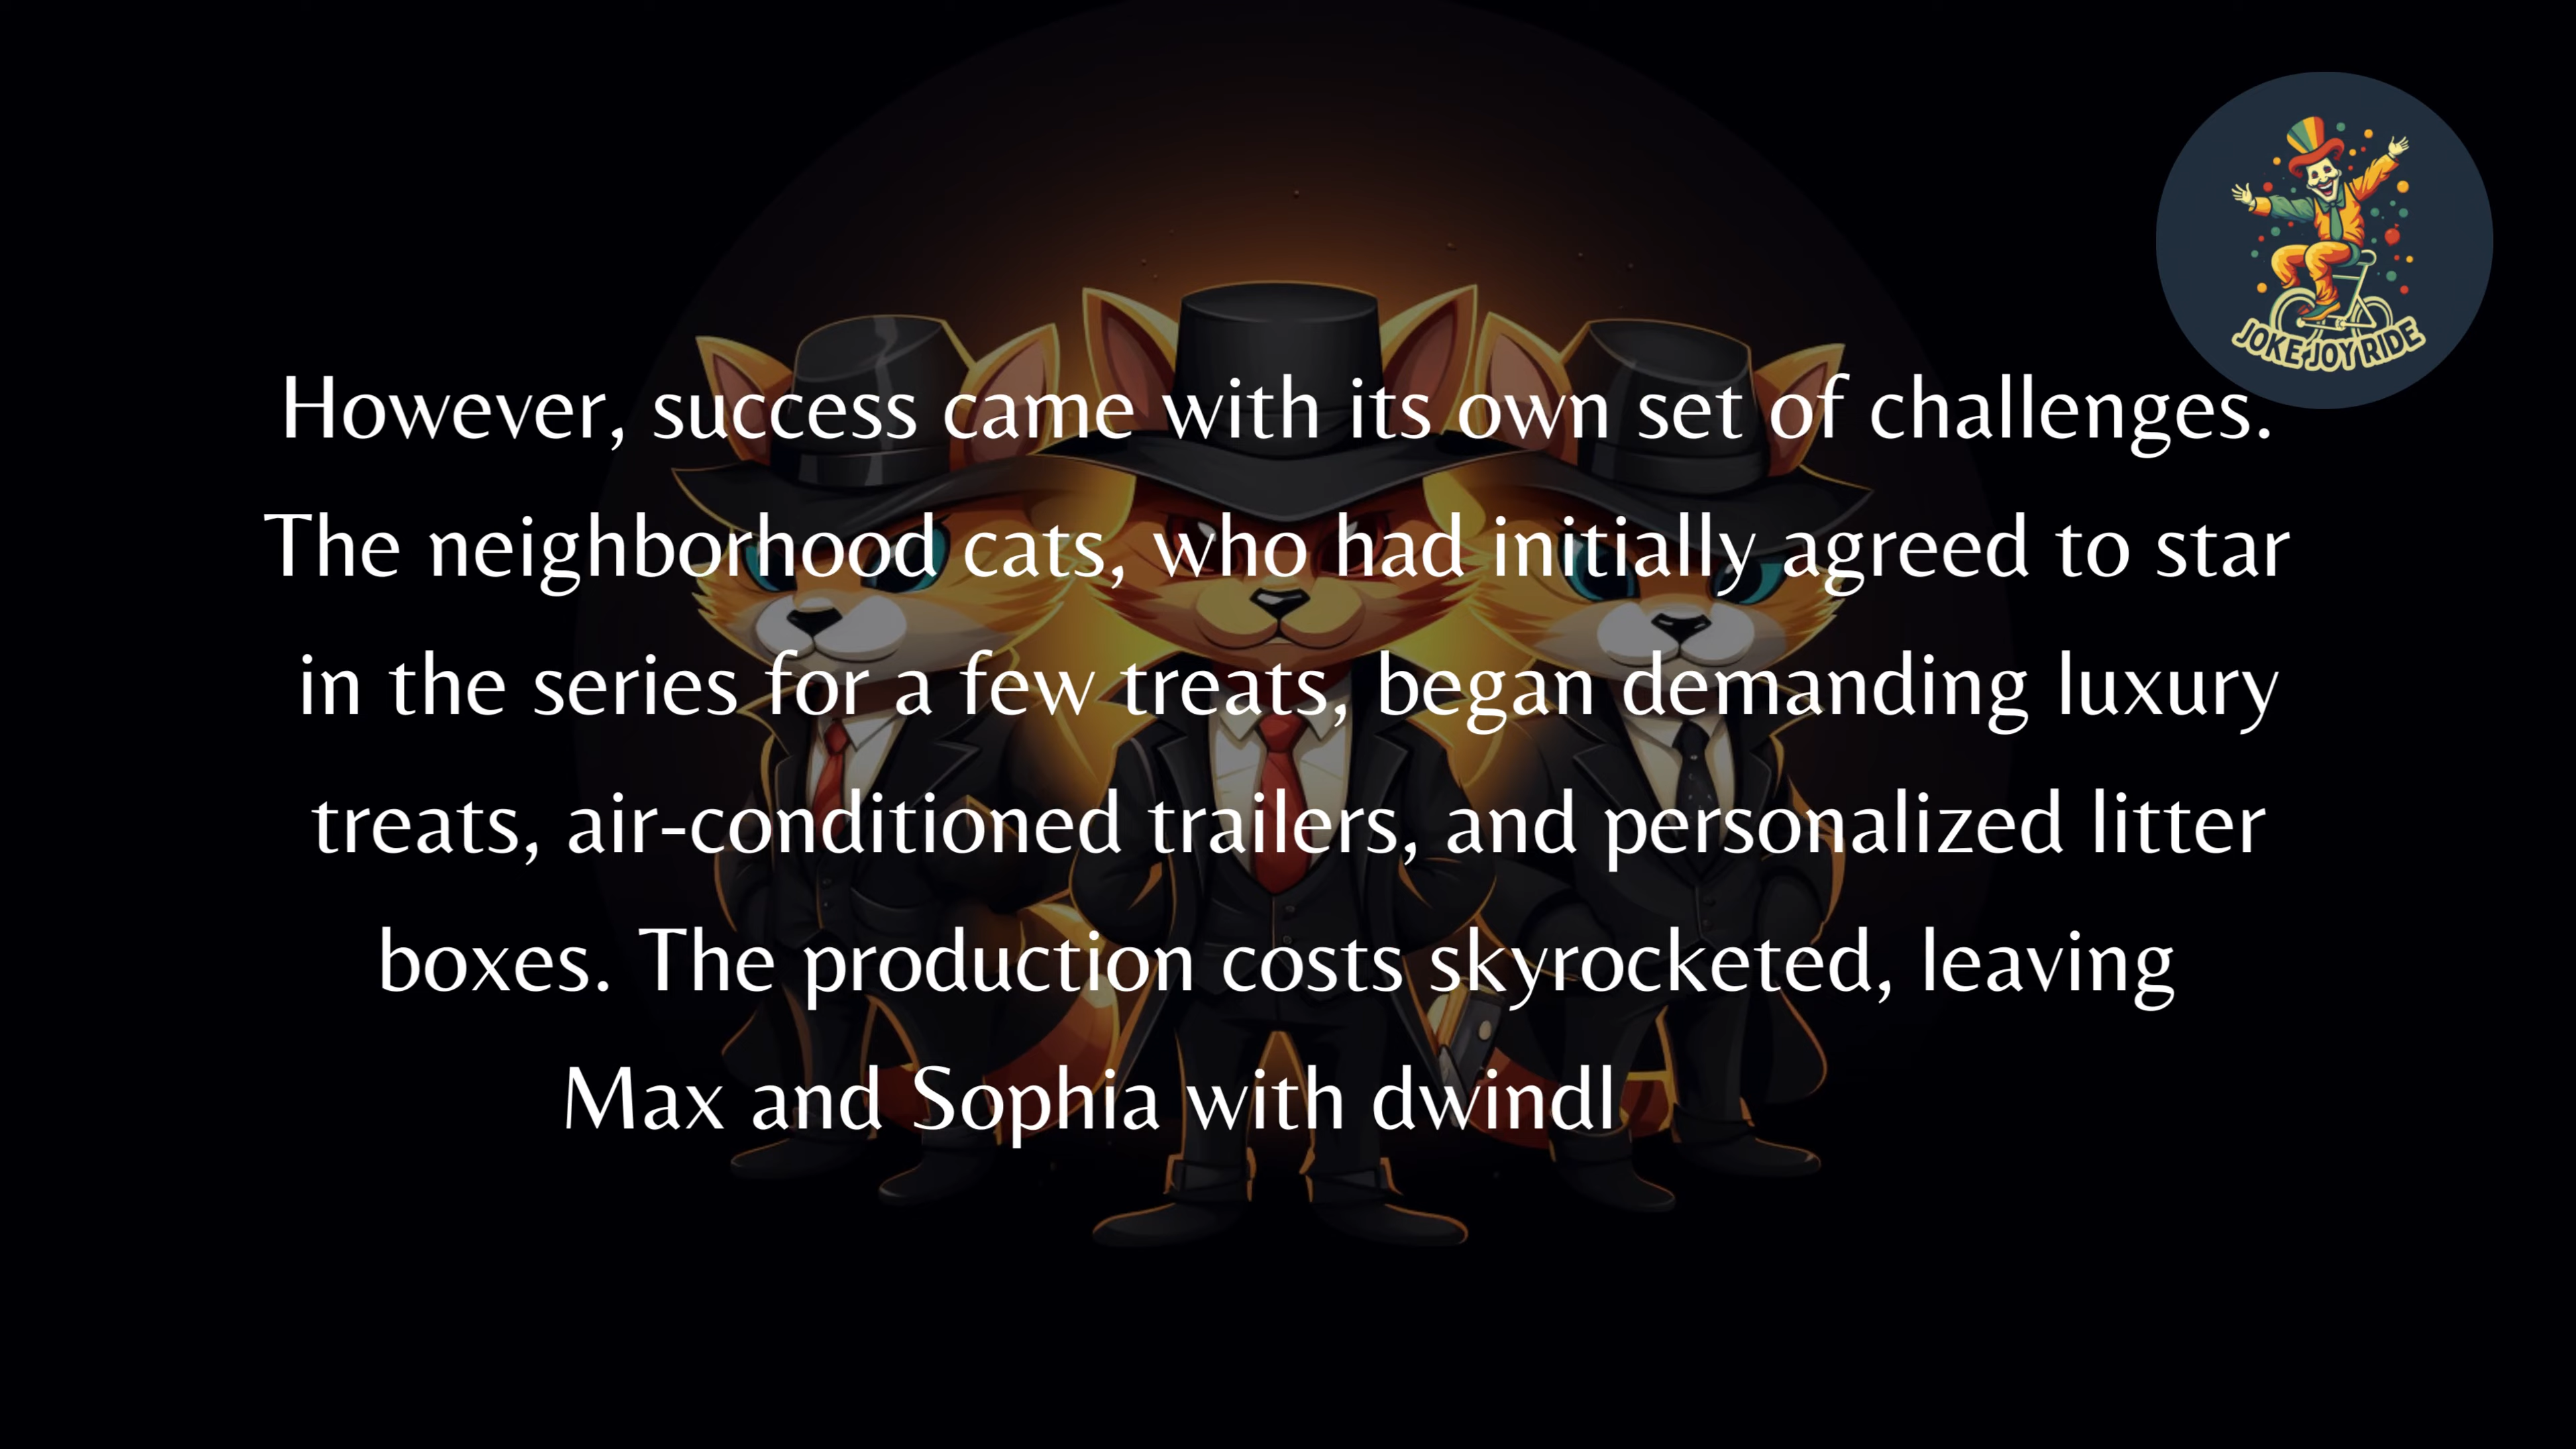 JOKE JOY RIDE
However, success came with its own set of challenges.
The neighborhood cats, who had initially agreed to star
in the series for a few treats, began demanding luxury
treats, air-conditioned trailers, and personalized litter
boxes. The production costs skyrocketed, leaving
Max and Sophia with dwindl